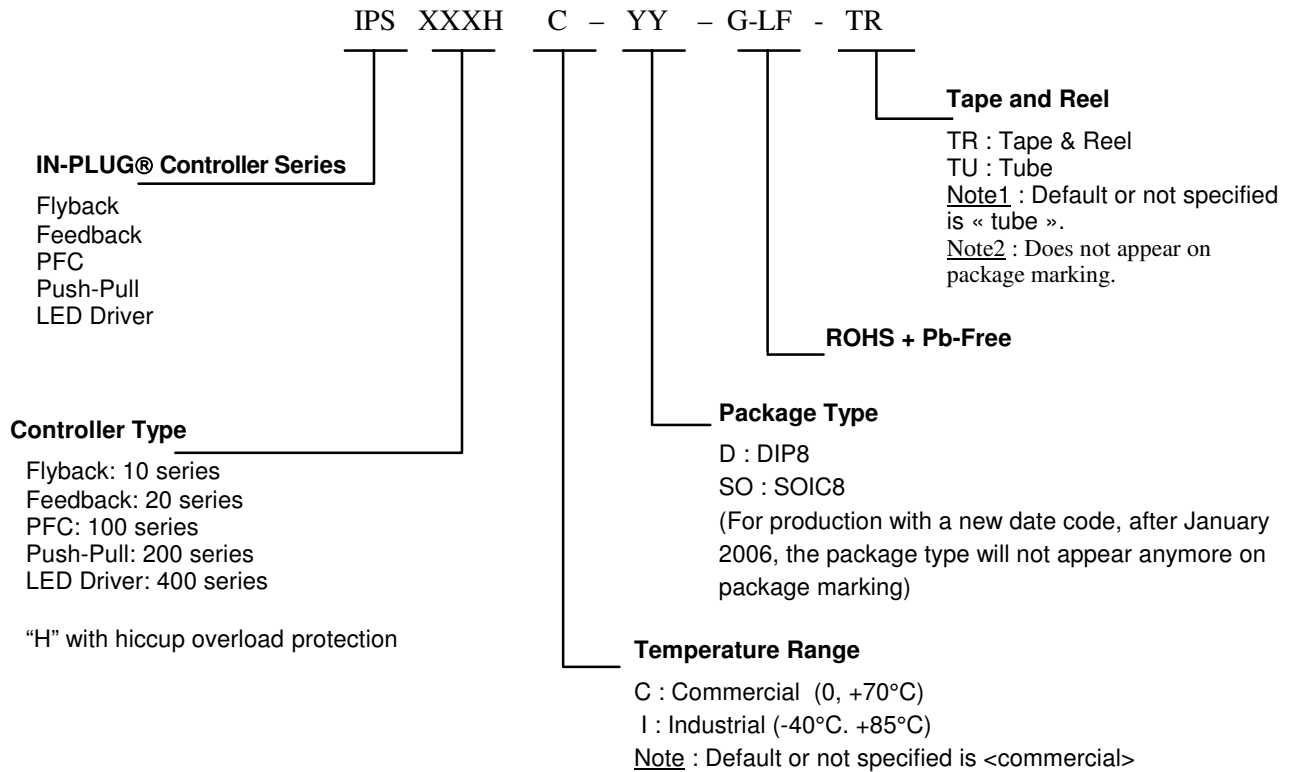 IPS XXXH C – YY – G-LF - TR
Tape and Reel
TR : Tape & Reel
TU : Tube
Note1 : Default or not specified
is « tube ».
Note2 : Does not appear on
package marking.
IN-PLUG® Controller Series
Flyback
Feedback
PFC
Push-Pull
LED Driver
ROHS + Pb-Free
Package Type
D : DIP8
SO : SOIC8
(For production with a new date code, after January
2006, the package type will not appear anymore on
package marking)
Controller Type
Flyback: 10 series
Feedback: 20 series
PFC: 100 series
Push-Pull: 200 series
LED Driver: 400 series
“H” with hiccup overload protection
Temperature Range
C : Commercial (0, +70°C)
I : Industrial (-40°C. +85°C)
Note : Default or not specified is <commercial>